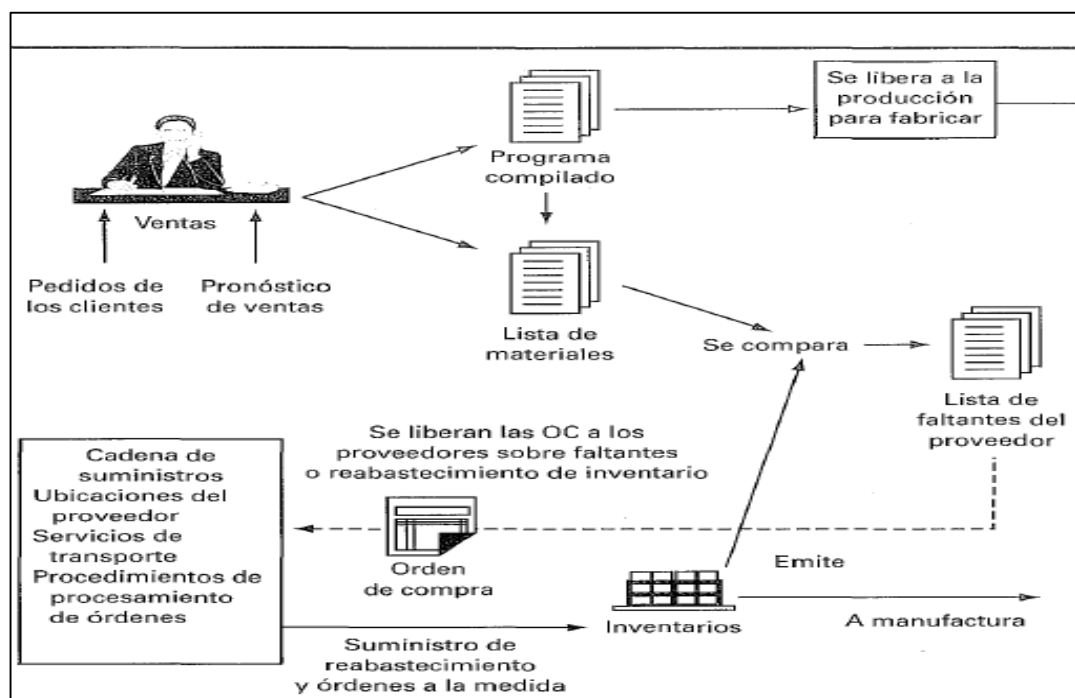 Se libera a la
producción
para fabricar
Programa
compilado
Ventas
Pedidos de
los clientes
Pronóstico
de ventas
Lista de
materiales
Se compara
Lista de
faltantes del
proveedor
Se liberan las OC a los
proveedores sobre faltantes
o reabastecimiento de inventario
Cadena de
suministros
Ubicaciones del
proveedor
Servicios de
transporte
Procedimientos de
procesamiento
de órdenes
Orden
de compra
Emite
Inventarios
A manufactura
Suministro de
reabastecimiento
y órdenes a la medida